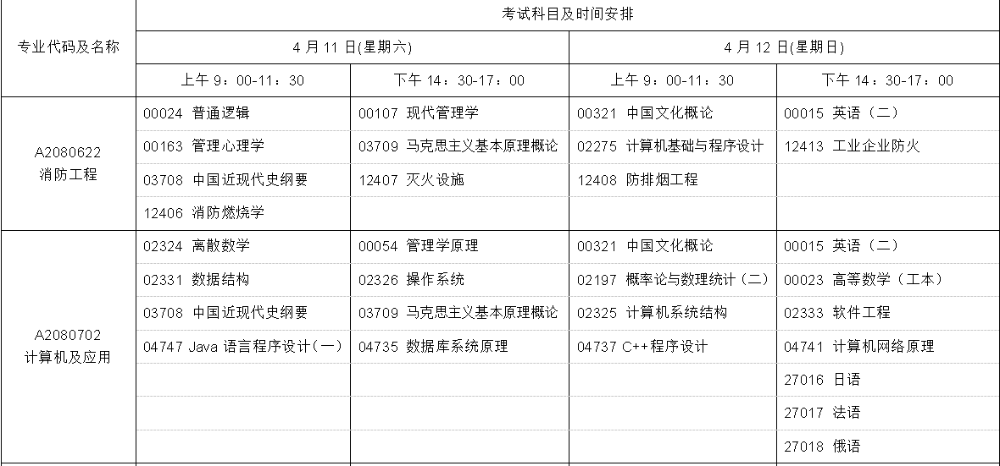 考试科目及时间安排
专业代码及名称
4 月 11 日(星期六)
4 月 12 日(星期日)
上午 9：00-11：30
下午 14：30-17：00
上午 9：00-11：30
下午 14：30-17：00
A2080622
消防工程
00024 普通逻辑
00107 现代管理学
00321 中国文化概论
00015 英语（二）
00163 管理心理学
03709 马克思主义基本原理概论
02275 计算机基础与程序设计
12413 工业企业防火
03708 中国近现代史纲要
12407 灭火设施
12408 防排烟工程
12406 消防燃烧学
A2080702
计算机及应用
02324 离散数学
00054 管理学原理
00321 中国文化概论
00015 英语（二）
02331 数据结构
02326 操作系统
02197 概率论与数理统计（二）
00023 高等数学（工本）
03708 中国近现代史纲要
03709 马克思主义基本原理概论
02325 计算机系统结构
02333 软件工程
04747 Java 语言程序设计（一）
04735 数据库系统原理
04737 C++程序设计
04741 计算机网络原理
27016 日语
27017 法语
27018 俄语